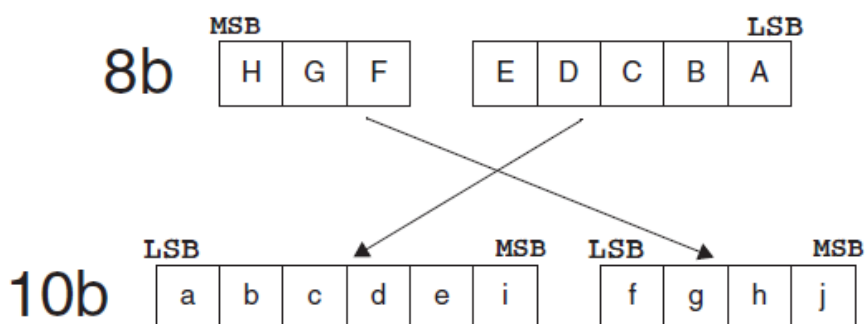 MSB LSB
8b H G F E D C B A
LSB MSB LSB MSB
10b a b c d e i f g h j